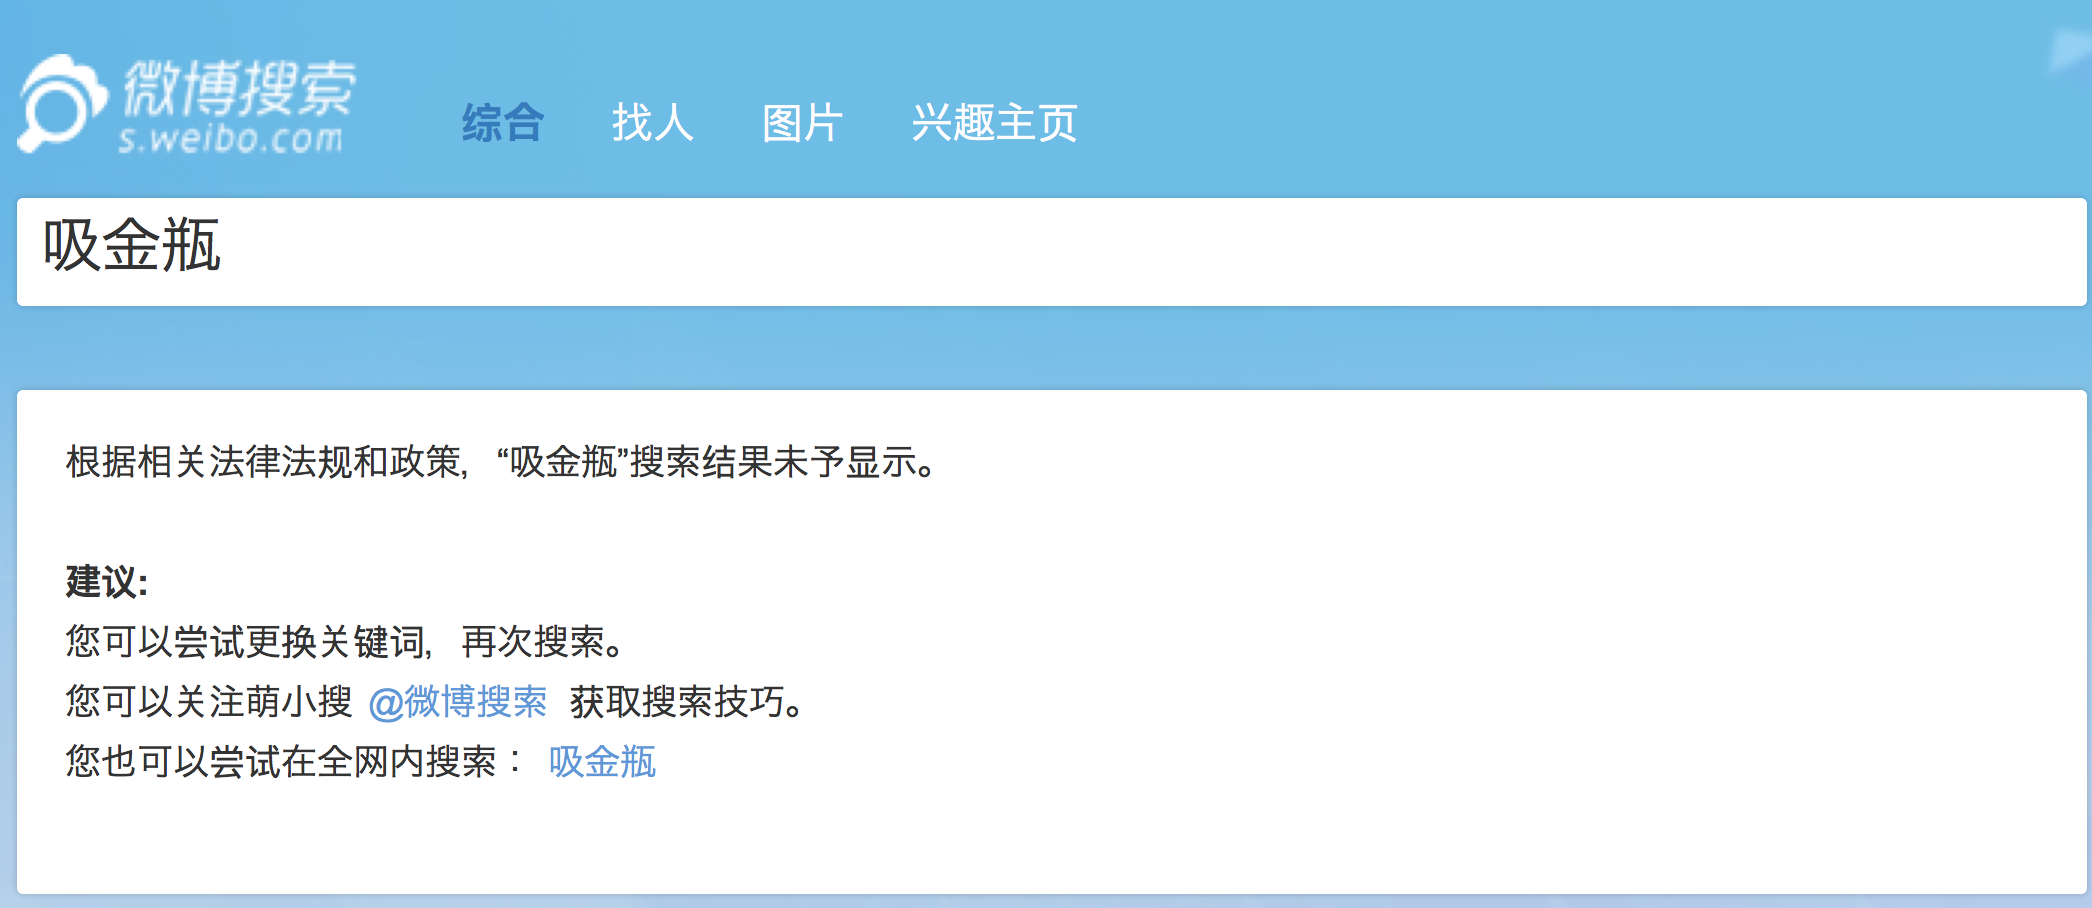 微博搜索
s.weibo.com
综合 找人 图片 兴趣主页
吸金瓶
根据相关法律法规和政策，“吸金瓶”搜索结果未予显示。
建议:
您可以尝试更换关键词，再次搜索。
您可以关注萌小搜 @微博搜索 获取搜索技巧。
您也可以尝试在全网内搜索： 吸金瓶